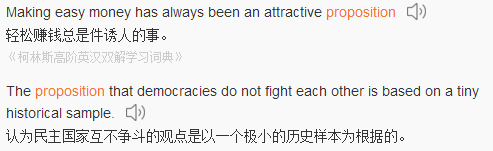 Making easy money has always been an attractive proposition
轻松赚钱总是件诱人的事。
《柯林斯高阶英汉双解学习词典》
The proposition that democracies do not fight each other is based on a tiny
historical sample.
认为民主国家互不争斗的观点是以一个极小的历史样本为根据的。